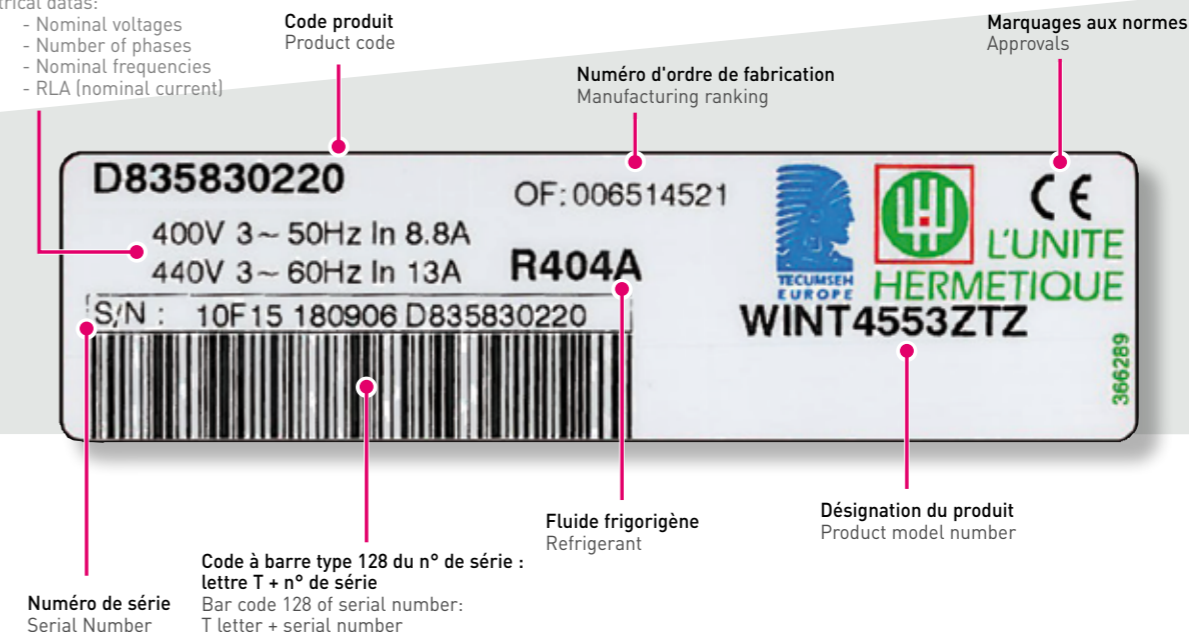 datas:
- Nominal voltages
- Number of phases
- Nominal frequencies
- RLA (nominal current)
Code produit
Product code
Numéro d'ordre de fabrication
Manufacturing ranking
Marquages aux normes
Approvals
D835830220
OF: 006514521
400V 3~ 50Hz In 8.8A
440V 3~ 60Hz In 13A
R404A
S/N : 10F15 180906 D835830220
TECUMSEH
EUROPE
CE
L'UNITE
HERMETIQUE
WINT4553ZTZ
366289
Numéro de série
Serial Number
Code à barre type 128 du n° de série :
lettre T + n° de série
Bar code 128 of serial number:
T letter + serial number
Fluide frigorigène
Refrigerant
Désignation du produit
Product model number